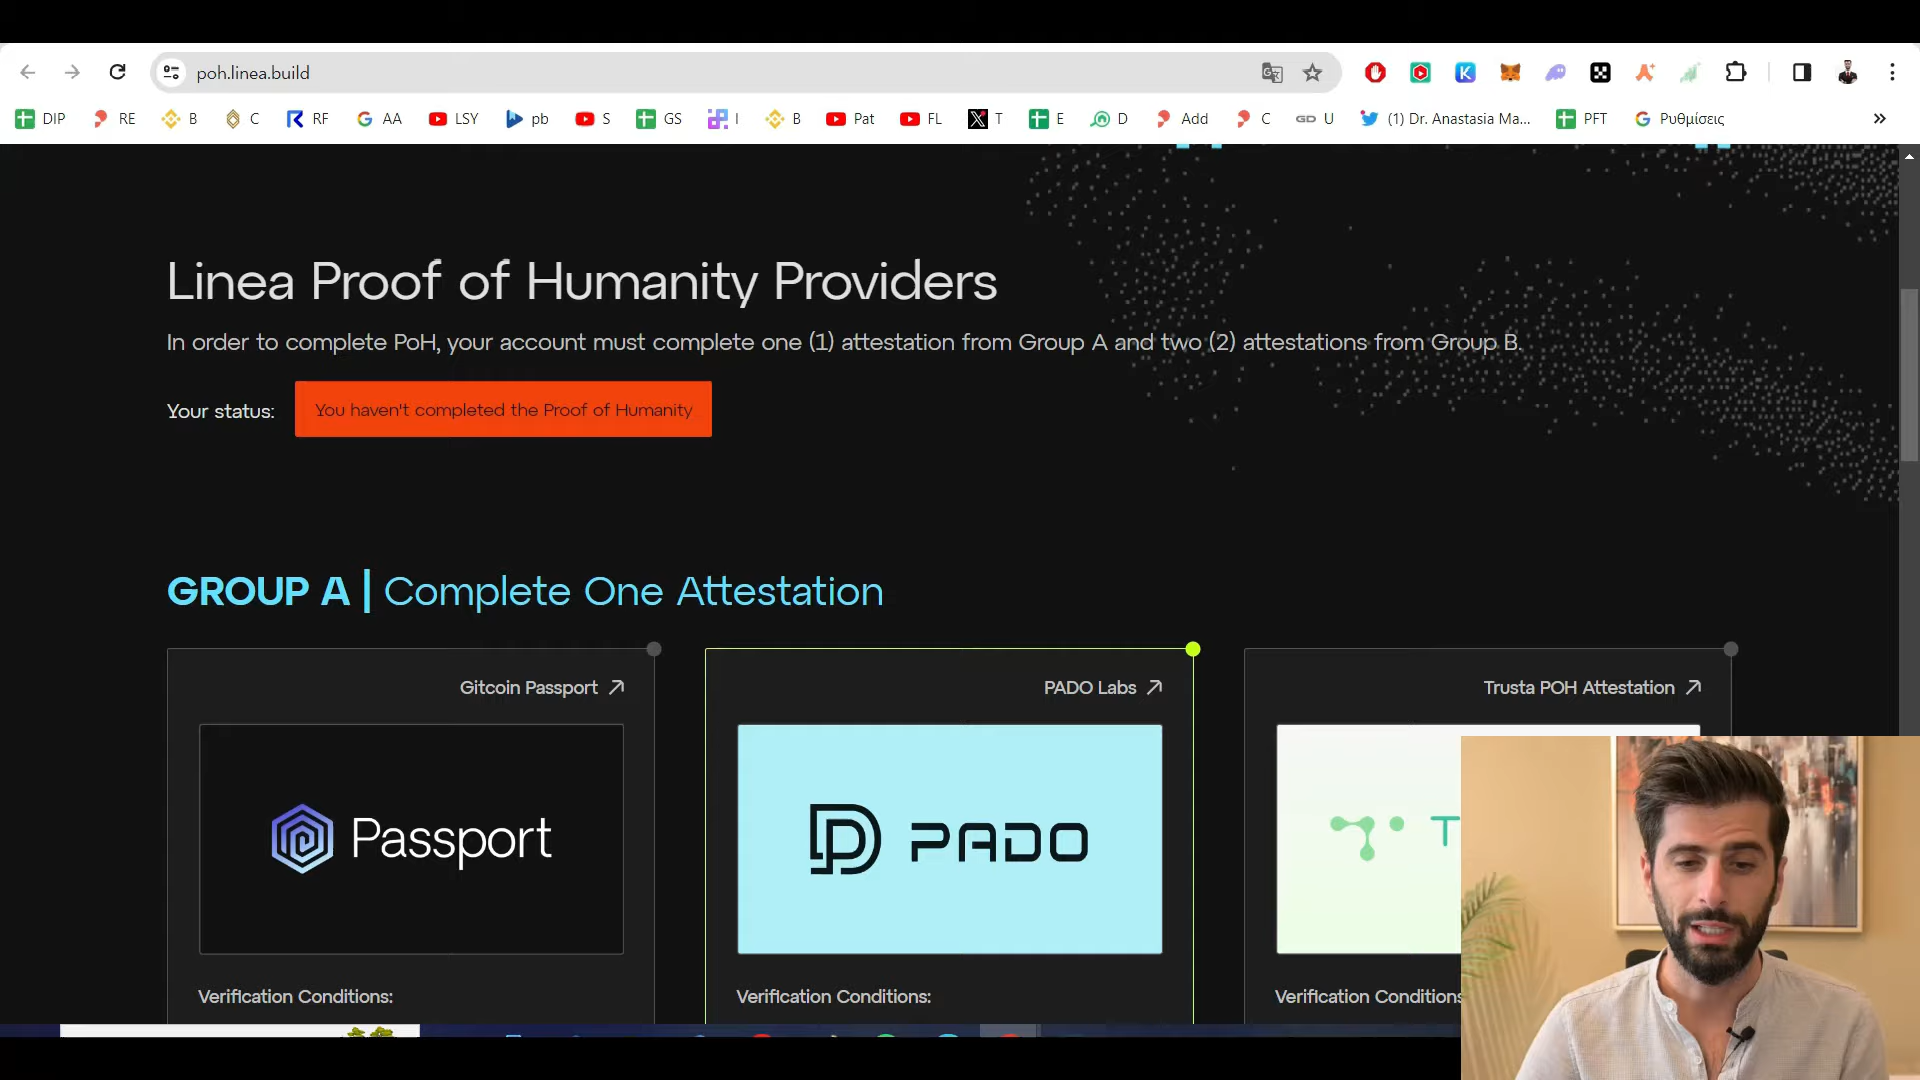 poh.linea.build
DIP RE B C RF AA LSY pb S GS I B Pat FL T E D Add C U (1) Dr. Anastasia Ma... PFT Ρυθμίσεις
Linea Proof of Humanity Providers
In order to complete PoH, your account must complete one (1) attestation from Group A and two (2) attestations from Group B.
Your status: You haven't completed the Proof of Humanity
GROUP A | Complete One Attestation
Gitcoin Passport PADO Labs Trusta POH Attestation
Passport PADO T
Verification Conditions: Verification Conditions: Verification Conditions